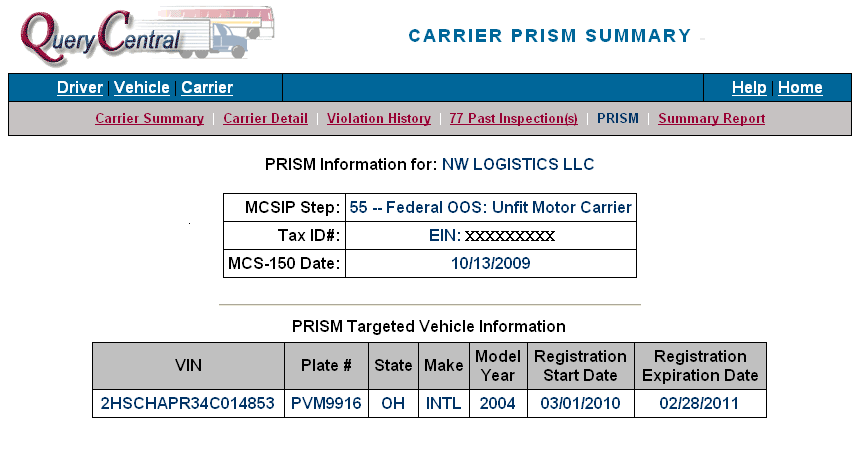 Query Central
CARRIER PRISM SUMMARY
Driver | Vehicle | Carrier
Help | Home
Carrier Summary | Carrier Detail | Violation History | 77 Past Inspection(s) | PRISM | Summary Report
PRISM Information for: NW LOGISTICS LLC
MCSIP Step: 55 -- Federal OOS: Unfit Motor Carrier
Tax ID#: EIN: XXXXXXXXX
MCS-150 Date: 10/13/2009
PRISM Targeted Vehicle Information
VIN Plate # State Make Model Year Registration Start Date Registration Expiration Date
2HSCHAPR34C014853 PVM9916 OH INTL 2004 03/01/2010 02/28/2011